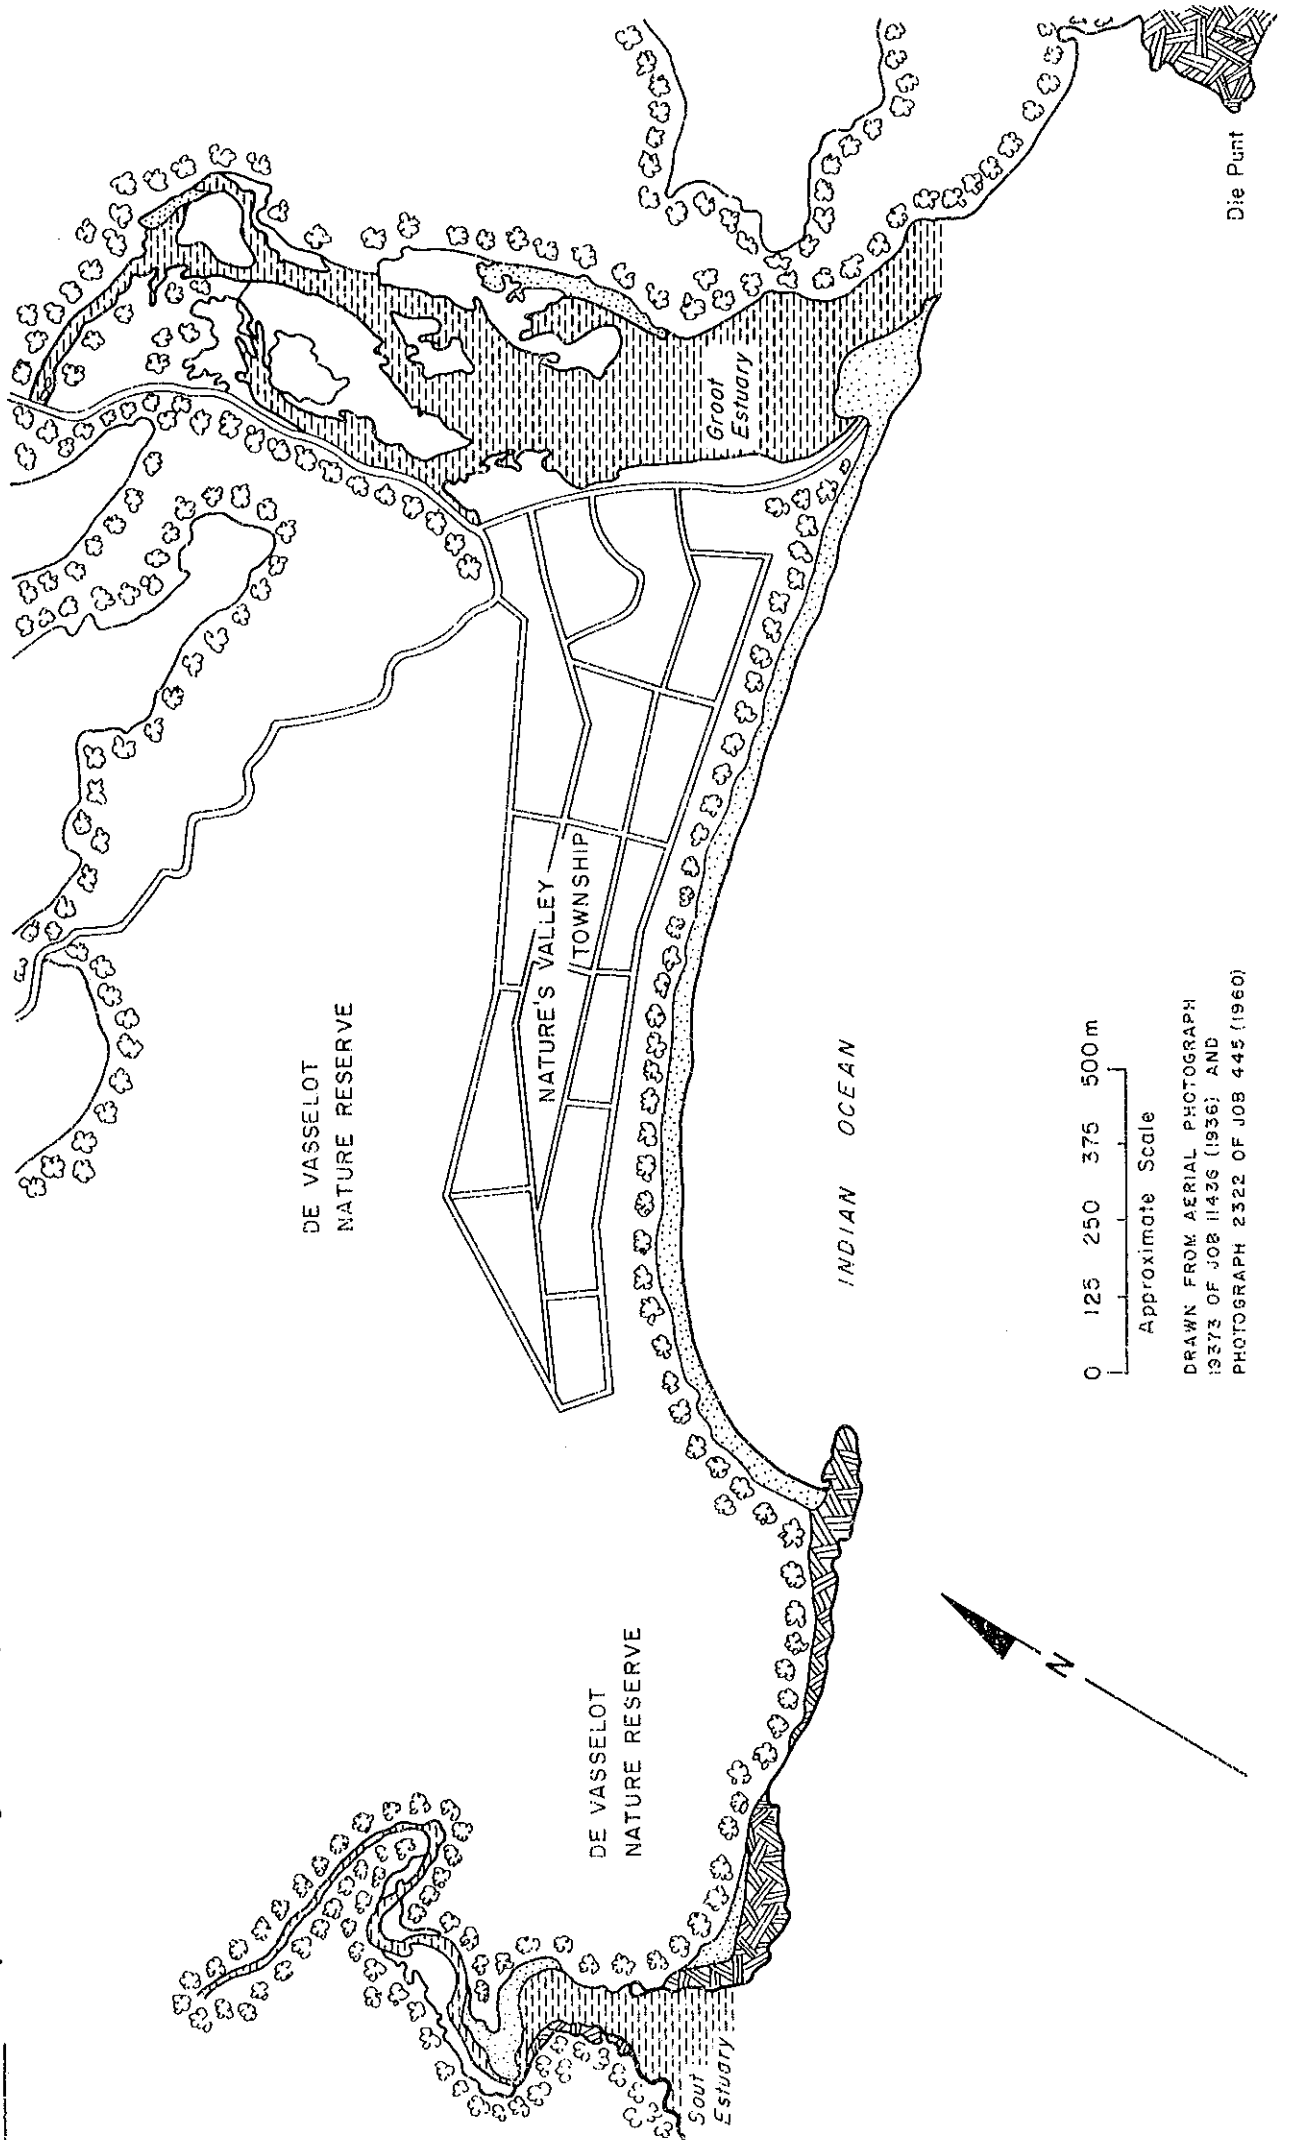 DE VASSELOT
NATURE RESERVE
DE VASSELOT
NATURE RESERVE
NATURE'S VALLEY
TOWNSHIP
Groot
Estuary
Sout
Estuary
Die Punt
INDIAN OCEAN
N
0 125 250 375 500m
Approximate Scale
DRAWN FROM AERIAL PHOTOGRAPH
19373 OF JOB 11436 (1936) AND
PHOTOGRAPH 2322 OF JOB 445 (1960)